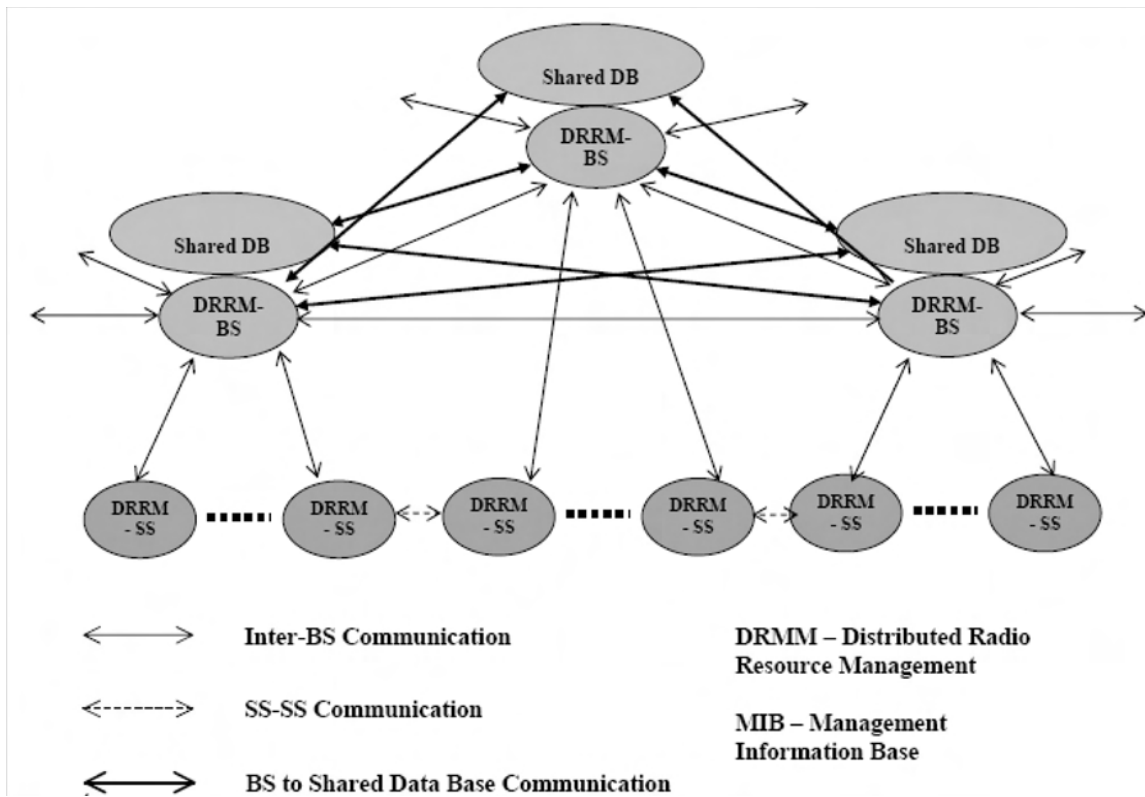 Shared DB
DRRM-
BS
Shared DB
Shared DB
DRRM-
BS
DRRM-
BS
DRRM
- SS
DRRM
- SS
DRRM
- SS
DRRM
- SS
DRRM
- SS
DRRM
- SS
Inter-BS Communication
SS-SS Communication
BS to Shared Data Base Communication
DRMM – Distributed Radio
Resource Management
MIB – Management
Information Base